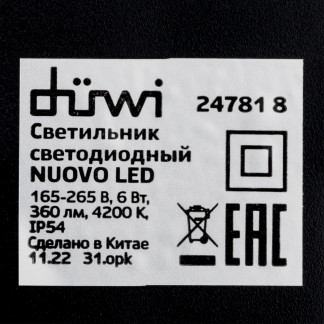 düwi 24781 8
Светильник
светодиодный
NUOVO LED
165-265 В, 6 Вт,
360 лм, 4200 К,
IP54
Сделано в Китае
11.22 31.opk
EAC